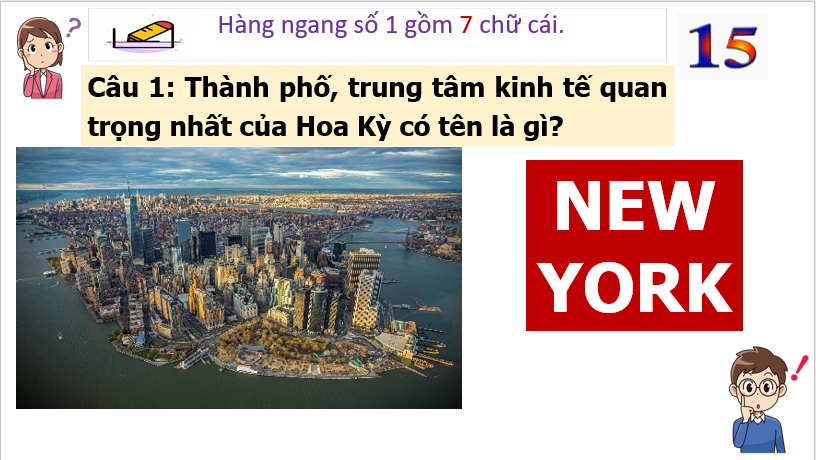 Hàng ngang số 1 gồm 7 chữ cái.
15
Câu 1: Thành phố, trung tâm kinh tế quan
trọng nhất của Hoa Kỳ có tên là gì?
NEW
YORK